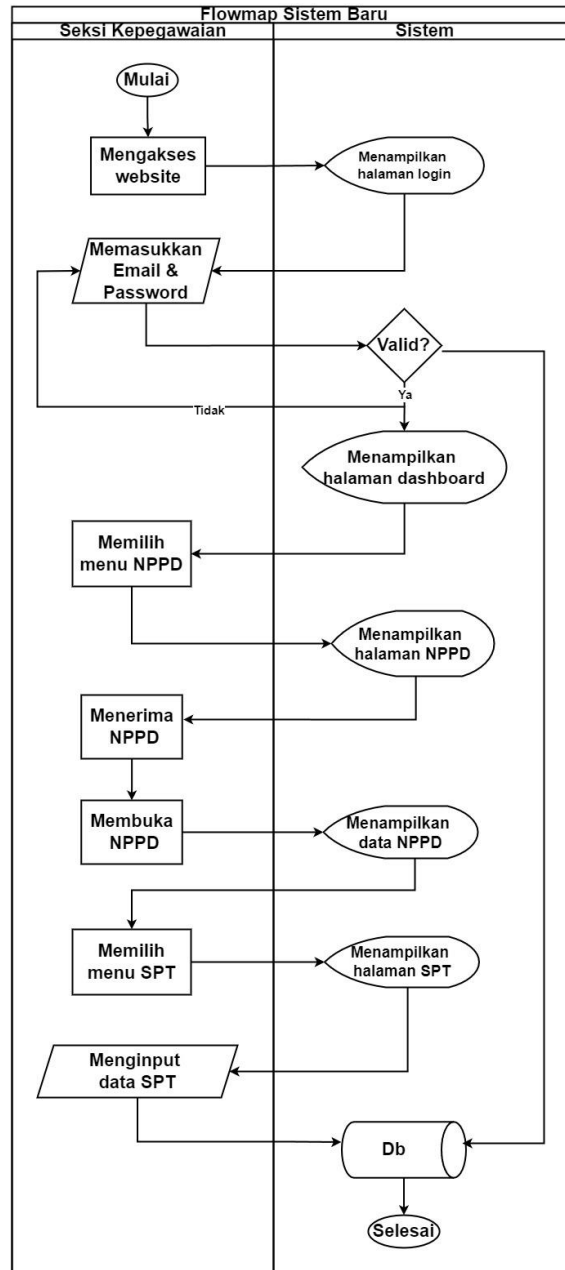 Flowmap Sistem Baru
Seksi Kepegawaian
Sistem
Mulai
Mengakses
website
Menampilkan
halaman login
Memasukkan
Email &
Password
Valid?
Ya
Tidak
Menampilkan
halaman dashboard
Memilih
menu NPPD
Menampilkan
halaman NPPD
Menerima
NPPD
Membuka
NPPD
Menampilkan
data NPPD
Memilih
menu SPT
Menampilkan
halaman SPT
Menginput
data SPT
Db
Selesai